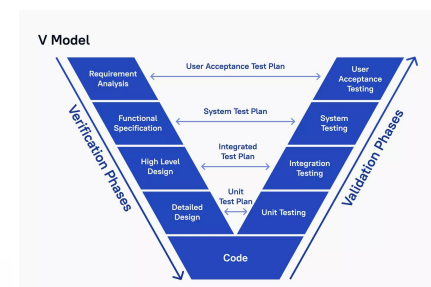 V Model
Requirement
Analysis
User Acceptance Test Plan
User
Acceptance
Testing
Functional
Specification
System Test Plan
System
Testing
High Level
Design
Integrated
Test Plan
Integration
Testing
Detailed
Design
Unit
Test Plan
Unit Testing
Code
Verification Phases
Validation Phases